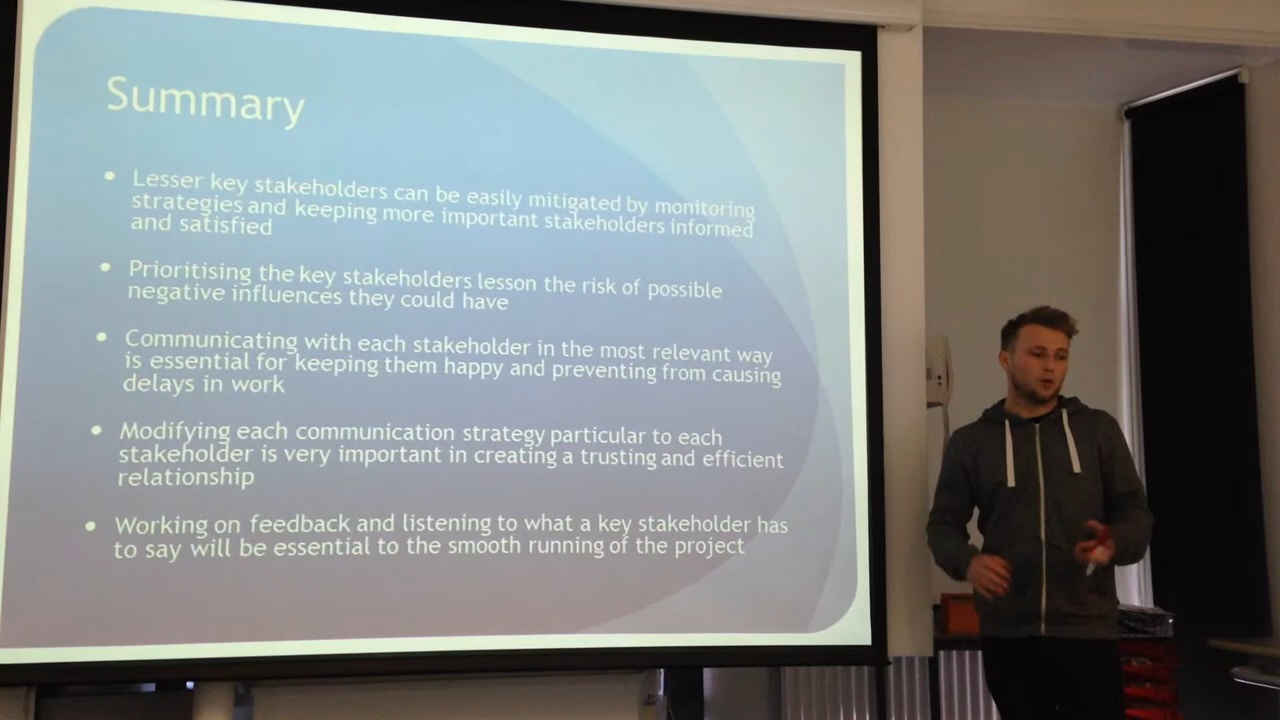 Summary
Lesser key stakeholders can be easily mitigated by monitoring
strategies and keeping more important stakeholders informed
and satisfied
Prioritising the key stakeholders lesson the risk of possible
negative influences they could have
Communicating with each stakeholder in the most relevant way
is essential for keeping them happy and preventing from causing
delays in work
Modifying each communication strategy particular to each
stakeholder is very important in creating a trusting and efficient
relationship
Working on feedback and listening to what a key stakeholder has
to say will be essential to the smooth running of the project